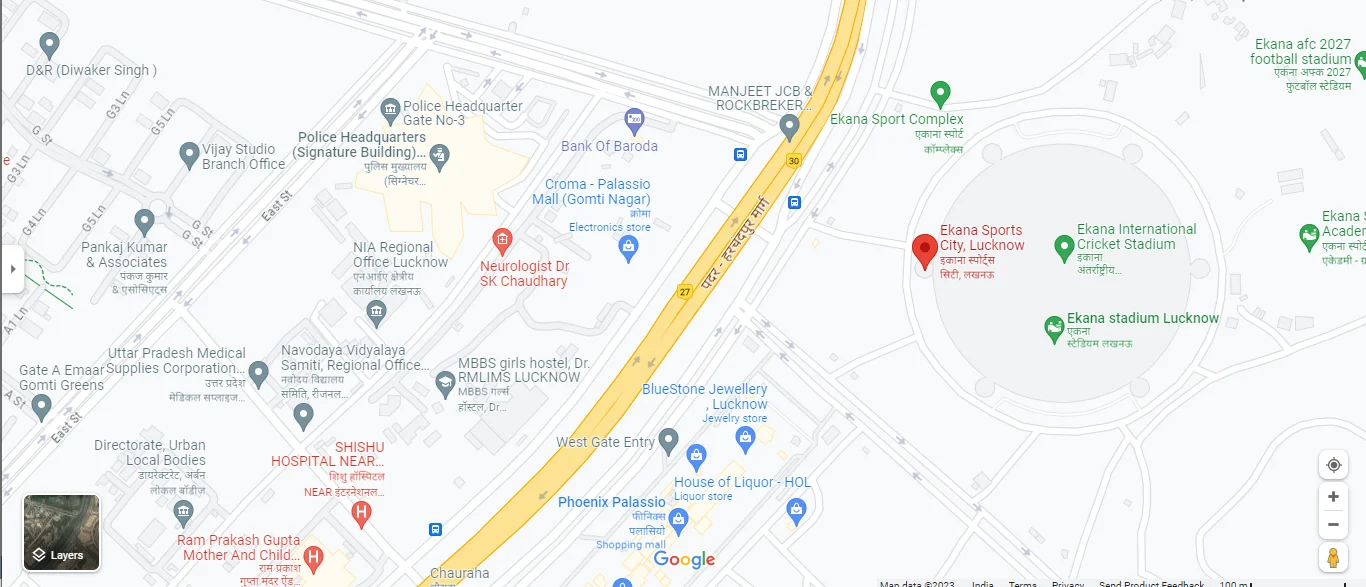 D&R (Diwaker Singh )
G3 Ln
G5 Ln
G St
Vijay Studio
Branch Office
Police Headquarter
Gate No-3
Police Headquarters
(Signature Building)...
पुलिस मुख्यालय
(सिग्नेचर...
Bank Of Baroda
MANJEET JCB &
ROCKBREKER...
Ekana Sport Complex
एकाना स्पोर्ट
कॉम्प्लेक्स
Ekana afc 2027
football stadium
एकना अफ्क 2027
फुटबॉल स्टेडियम
30
G3 Ln
G4 Ln
G5 Ln
G St
G St
East St
Croma - Palassio
Mall (Gomti Nagar)
क्रोमा
Electronics store
Pankaj Kumar
& Associates
पंकज कुमार
& एसोसिएट्स
NIA Regional
Office Lucknow
एनआईए क्षेत्रीय
कार्यालय लखनऊ
Neurologist Dr
SK Chaudhary
27
Ekana Sports
City, Lucknow
इकाना स्पोर्ट्स
सिटी, लखनऊ
Ekana International
Cricket Stadium
इकाना
अंतर्राष्ट्रीय...
Ekana stadium Lucknow
एकना
स्टेडियम लखनऊ
A1 Ln
Uttar Pradesh Medical
Supplies Corporation...
उत्तर प्रदेश
मेडिकल सप्लाइज...
Navodaya Vidyalaya
Samiti, Regional Office...
नवोदय विद्यालय
समिति, रीजनल...
MBBS girls hostel, Dr.
RMLIMS LUCKNOW
MBBS गर्ल्स
हॉस्टल, Dr...
Gate A Emaar
Gomti Greens
A St
East St
BlueStone Jewellery
, Lucknow
Jewelry store
West Gate Entry
Directorate, Urban
Local Bodies
डायरेक्टरेट, अर्बन
लोकल बॉडीज़
SHISHU
HOSPITAL NEAR...
शिशु हॉस्पिटल
NEAR इंटरनेशनल...
House of Liquor - HOL
Liquor store
Phoenix Palassio
फीनिक्स
पलासियो
Shopping mall
Ram Prakash Gupta
Mother And Child...
राम प्रकाश
गुप्ता मदर ऐंड...
Chauraha
Layers
Google
Map data ©2023 India Terms Privacy Send Product Feedback 100 m